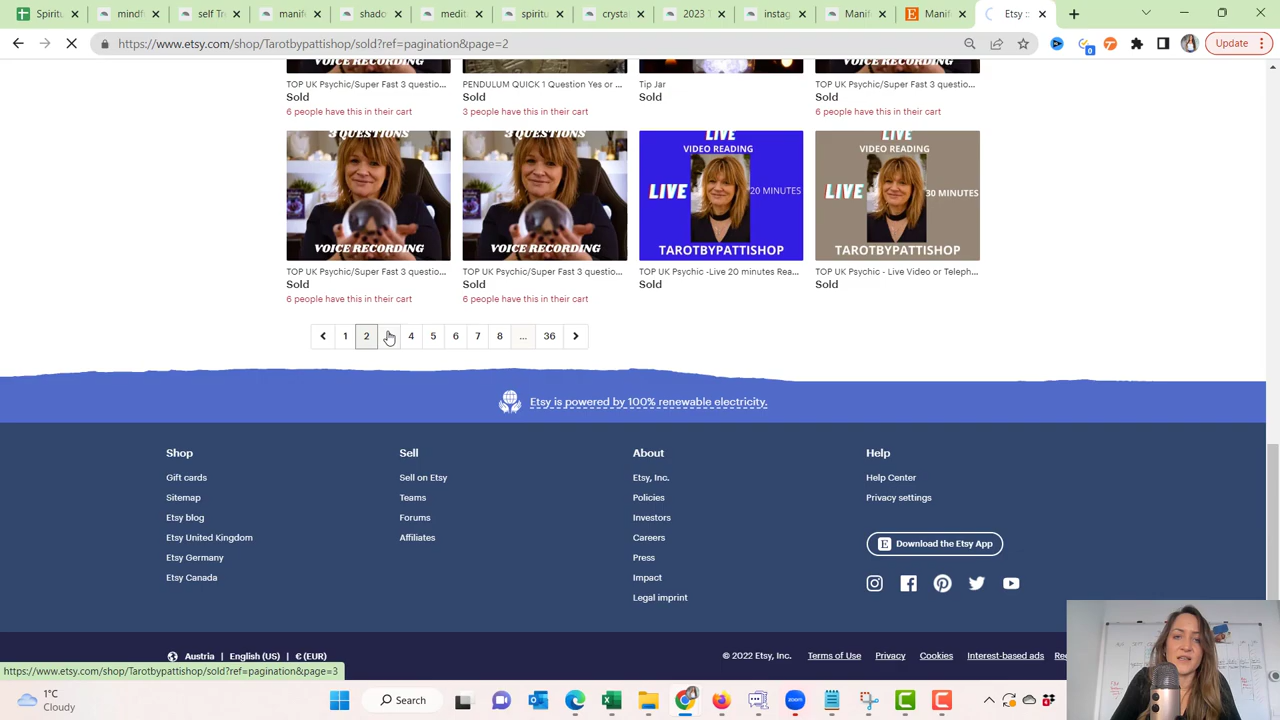 mindf
self Tr
2023
instag
Etsy ::
https://www.etsy.com/shop/Tarotbypattishop/sold?ref=pagination&page=2
0
Update
VOICE RECORDING
VOICE RECORDING
TOP UK Psychic/Super Fast 3 questio...
PENDULUM QUICK 1 Question Yes or ...
Tip Jar
TOP UK Psychic/Super Fast 3 questio...
Sold
Sold
Sold
Sold
6 people have this in their cart
3 people have this in their cart
6 people have this in their cart
3 QUESTIONS
VOICE RECORDING
3 QUESTIONS
VOICE RECORDING
LIVE
VIDEO READING
LIVE
20 MINUTES
TAROTBYPATTISHOP
LIVE
VIDEO READING
LIVE
30 MINUTES
TAROTBYPATTISHOP
TOP UK Psychic/Super Fast 3 questio...
TOP UK Psychic/Super Fast 3 questio...
TOP UK Psychic -Live 20 minutes Rea...
TOP UK Psychic - Live Video or Teleph...
Sold
Sold
Sold
Sold
6 people have this in their cart
6 people have this in their cart
1 2 4 5 6 7 8 ... 36
Etsy is powered by 100% renewable electricity.
Shop
Gift cards
Sitemap
Etsy blog
Etsy United Kingdom
Etsy Germany
Etsy Canada
Sell
Sell on Etsy
Teams
Forums
Affiliates
About
Etsy, Inc.
Policies
Investors
Careers
Press
Impact
Legal imprint
Help
Help Center
Privacy settings
E Download the Etsy App
Austria | English (US) | € (EUR)
© 2022 Etsy, Inc. Terms of Use Privacy Cookies Interest-based ads
https://www.etsy.com/shop/Tarotbypattishop/sold?ref=pagination&page=3
1°C
Cloudy
Search
zoom